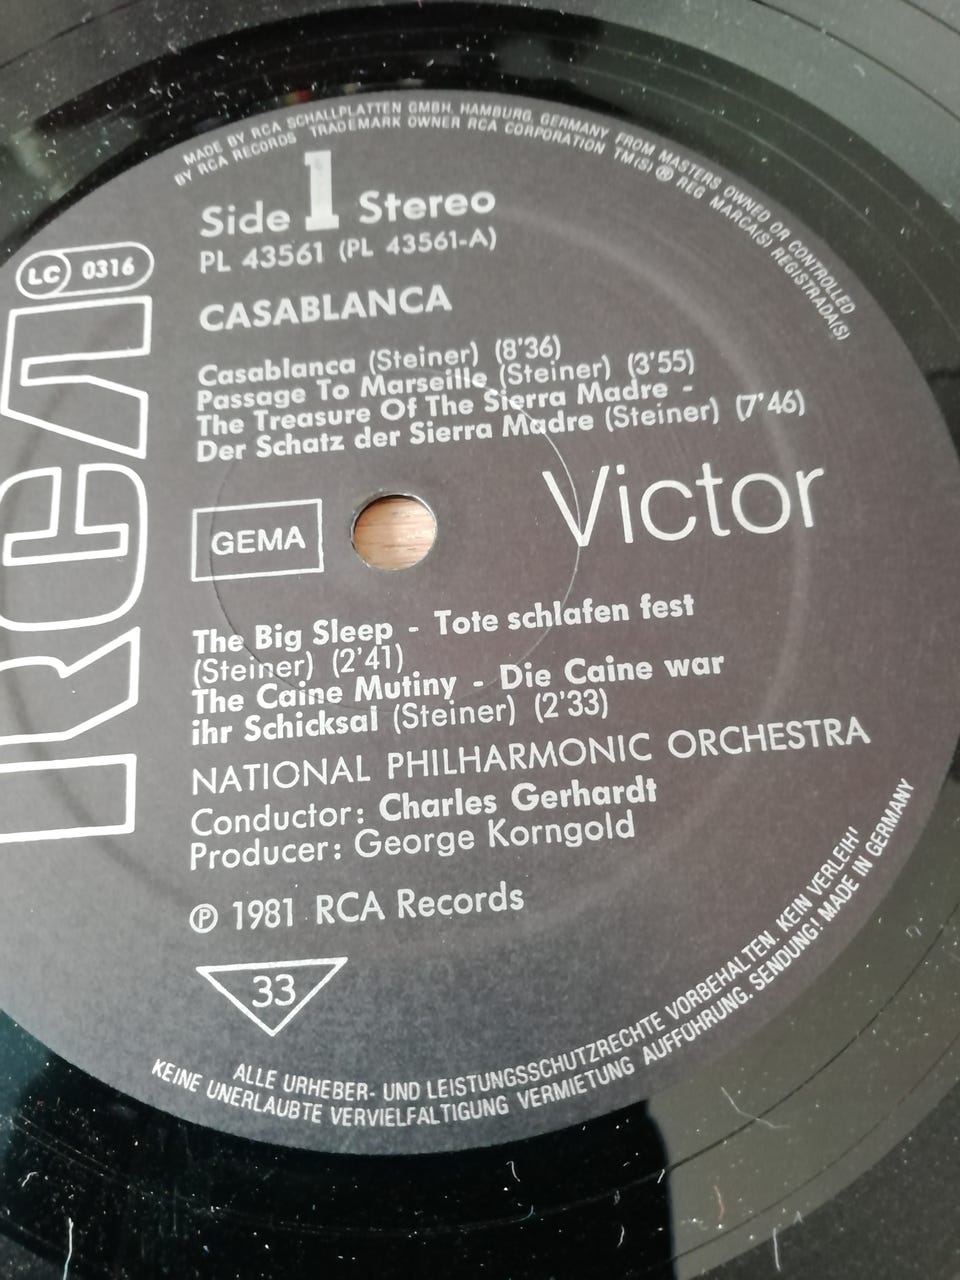 MADE BY RCA SCHALLPLATTEN GMBH, HAMBURG, GERMANY FROM MASTERS OWNED OR CONTROLLED
BY RCA RECORDS TRADEMARK OWNER RCA CORPORATION TM(S) ® REG MARCA(S) REGISTRADA(S)
Side 1 Stereo
PL 43561 (PL 43561-A)
LC 0316
CASABLANCA
Casablanca (Steiner) (8'36)
Passage To Marseille (Steiner) (3'55)
The Treasure Of The Sierra Madre -
Der Schatz der Sierra Madre (Steiner) (7'46)
RCA
Victor
GEMA
The Big Sleep - Tote schlafen fest
(Steiner) (2'41)
The Caine Mutiny - Die Caine war
ihr Schicksal (Steiner) (2'33)
NATIONAL PHILHARMONIC ORCHESTRA
Conductor: Charles Gerhardt
Producer: George Korngold
℗ 1981 RCA Records
33
ALLE URHEBER- UND LEISTUNGSSCHUTZRECHTE VORBEHALTEN. KEIN VERLEIH!
KEINE UNERLAUBTE VERVIELFALTIGUNG VERMIETUNG AUFFÜHRUNG. SENDUNG! MADE IN GERMANY